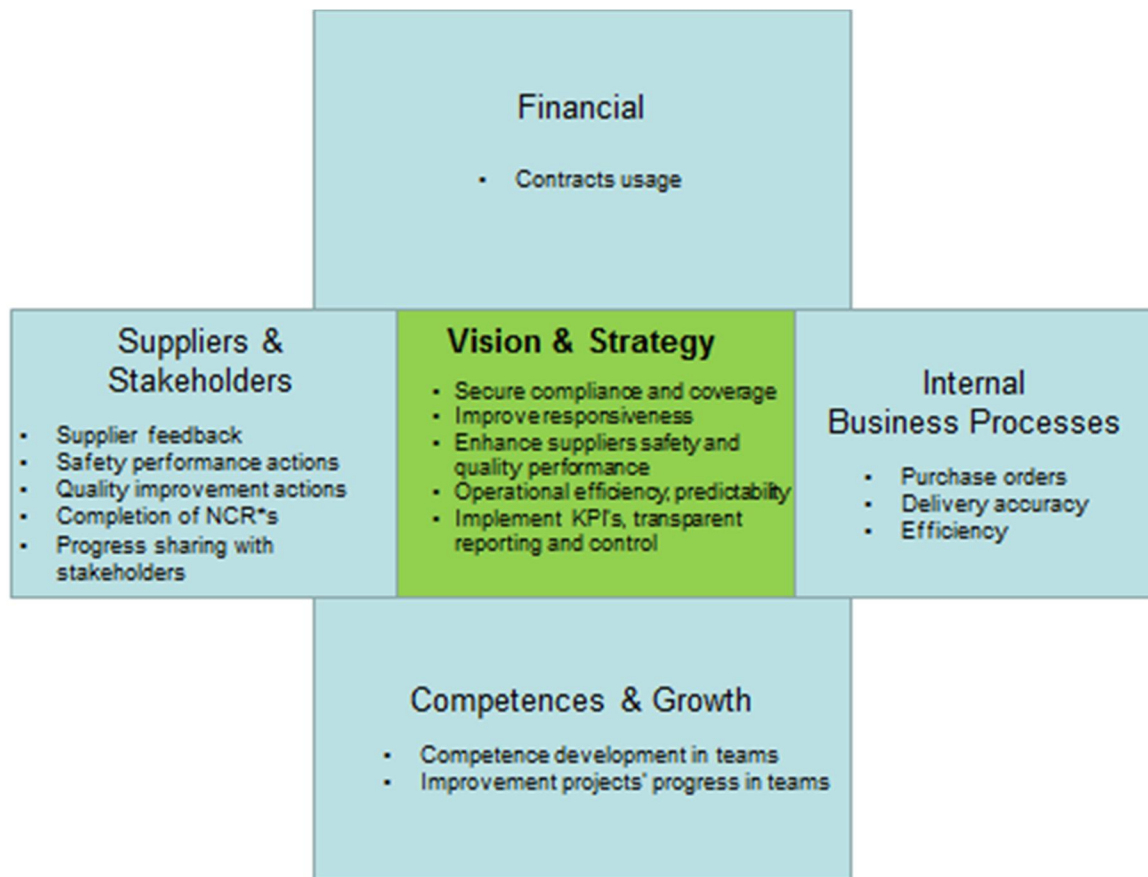 Financial
▪ Contracts usage
Suppliers &
Stakeholders
▪ Supplier feedback
▪ Safety performance actions
▪ Quality improvement actions
▪ Completion of NCR*s
▪ Progress sharing with
stakeholders
Vision & Strategy
▪ Secure compliance and coverage
▪ Improve responsiveness
▪ Enhance suppliers safety and
quality performance
▪ Operational efficiency, predictability
▪ Implement KPI's, transparent
reporting and control
Internal
Business Processes
▪ Purchase orders
▪ Delivery accuracy
▪ Efficiency
Competences & Growth
▪ Competence development in teams
▪ Improvement projects' progress in teams